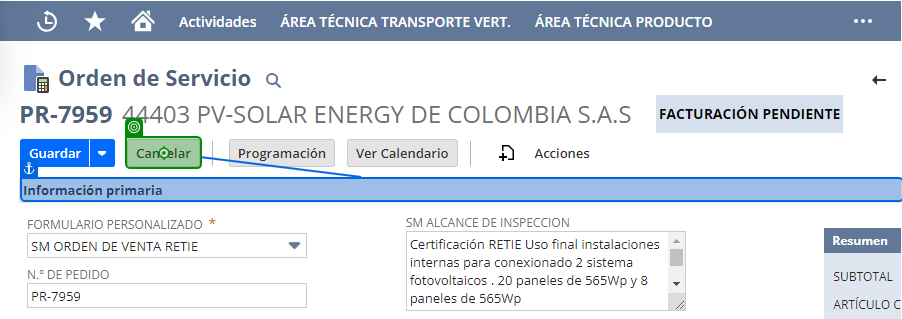 Actividades ÁREA TÉCNICA TRANSPORTE VERT. ÁREA TÉCNICA PRODUCTO
Orden de Servicio
PR-7959 44403 PV-SOLAR ENERGY DE COLOMBIA S.A.S FACTURACIÓN PENDIENTE
Guardar Cancelar Programación Ver Calendario Acciones
Información primaria
FORMULARIO PERSONALIZADO *
SM ORDEN DE VENTA RETIE
N.º DE PEDIDO
PR-7959
SM ALCANCE DE INSPECCION
Certificación RETIE Uso final instalaciones
internas para conexionado 2 sistema
fotovoltaicos . 20 paneles de 565Wp y 8
paneles de 565Wp
Resumen
SUBTOTAL
ARTÍCULO C